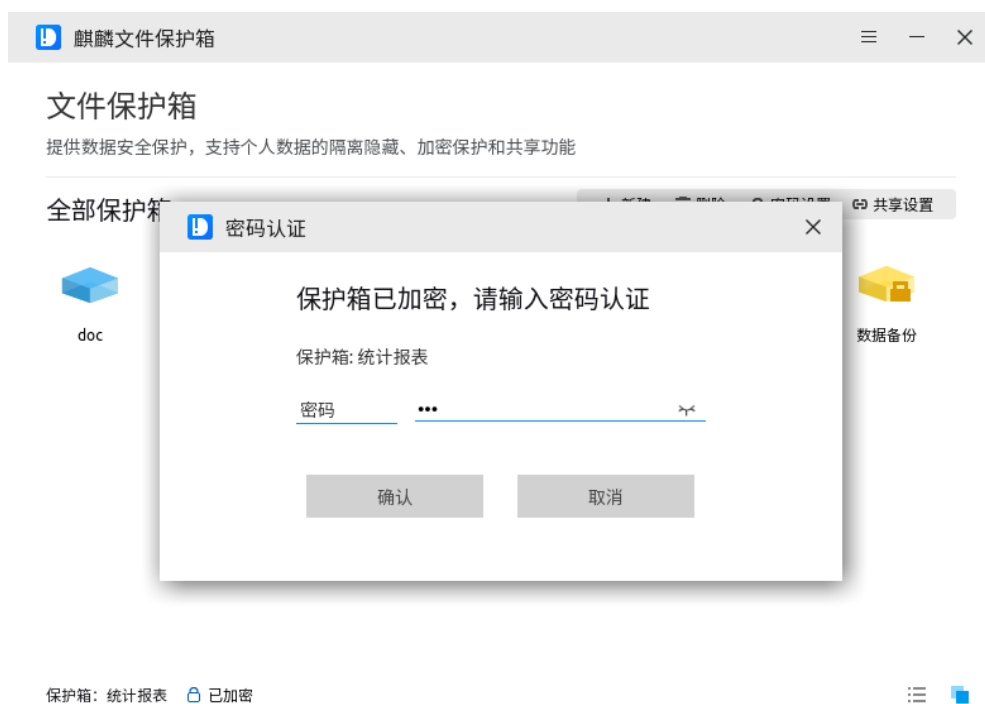 麒麟文件保护箱
文件保护箱
提供数据安全保护，支持个人数据的隔离隐藏、加密保护和共享功能
全部保护箱
共享设置
密码认证
保护箱已加密，请输入密码认证
保护箱: 统计报表
密码 •••
确认 取消
doc
数据备份
保护箱：统计报表 已加密